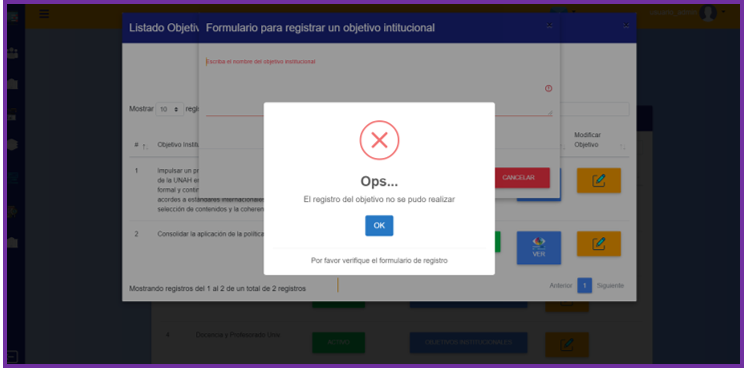 Listado Objetiv
Formulario para registrar un objetivo intitucional
Escriba el nombre del objetivo institucional
Mostrar 10 regi
# Objetivo Instit
Modificar
Objetivo
1 Impulsar un pr
de la UNAH e
formal y contin
acordes a estándares internacionales
selección de contenidos y la coheren
CANCELAR
Ops...
El registro del objetivo no se pudo realizar
OK
Por favor verifique el formulario de registro
2 Consolidar la aplicación de la política
VER
Mostrando registros del 1 al 2 de un total de 2 registros
Anterior 1 Siguiente
4 Docencia y Profesorado Univ
ACTIVO
OBJETIVOS INSTITUCIONALES